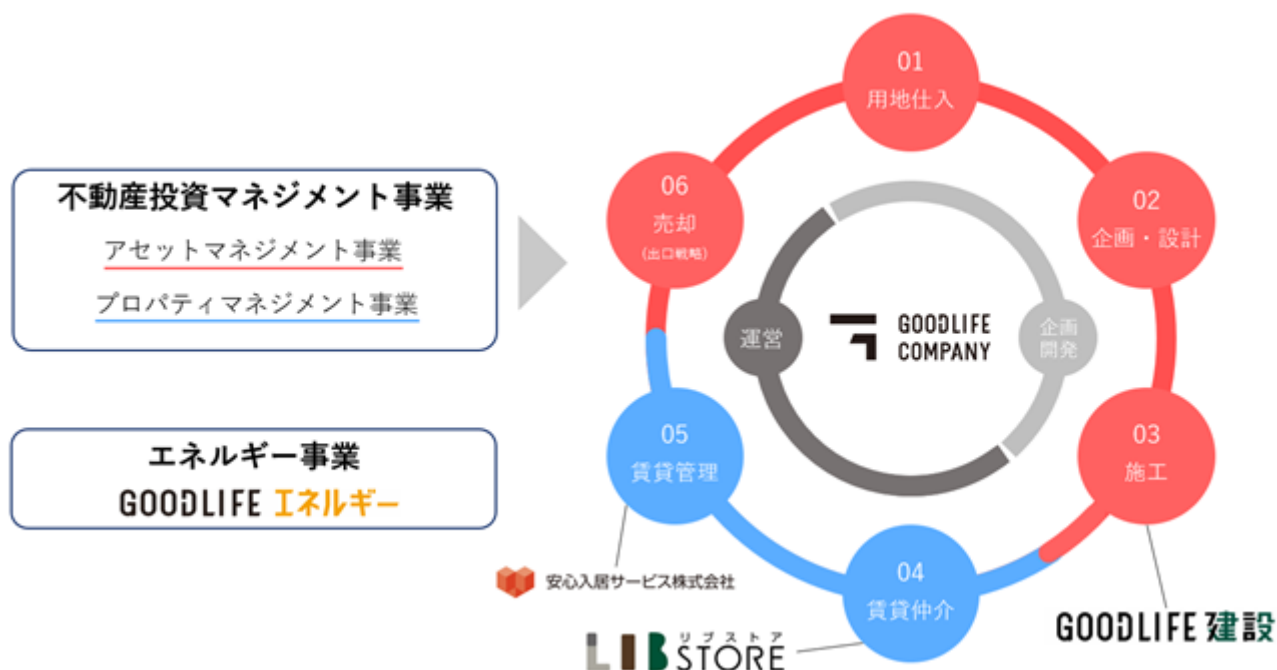 不動産投資マネジメント事業
アセットマネジメント事業
プロパティマネジメント事業
エネルギー事業
GOODLIFE エネルギー
01
用地仕入
02
企画・設計
03
施工
GOODLIFE 建設
04
賃貸仲介
リブストア
LIB STORE
05
賃貸管理
安心入居サービス株式会社
06
売却
(出口戦略)
運営
GOODLIFE
COMPANY
企画
開発